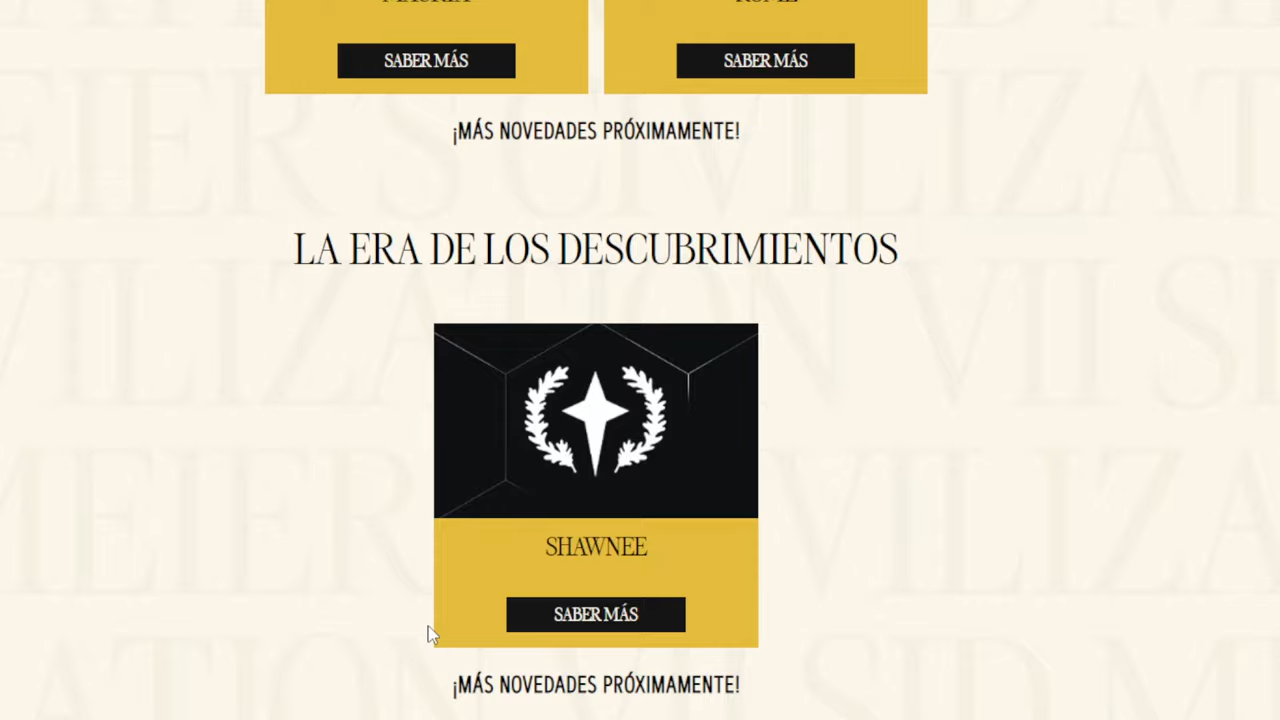 SABER MÁS
SABER MÁS
¡MÁS NOVEDADES PRÓXIMAMENTE!
LA ERA DE LOS DESCUBRIMIENTOS
SHAWNEE
SABER MÁS
¡MÁS NOVEDADES PRÓXIMAMENTE!